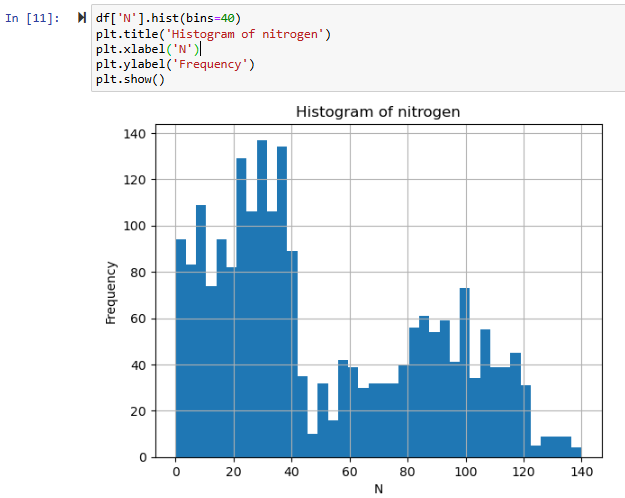 In [11]:
df['N'].hist(bins=40)
plt.title('Histogram of nitrogen')
plt.xlabel('N')
plt.ylabel('Frequency')
plt.show()
Histogram of nitrogen
140
120
100
80
60
40
20
0
Frequency
0 20 40 60 80 100 120 140
N